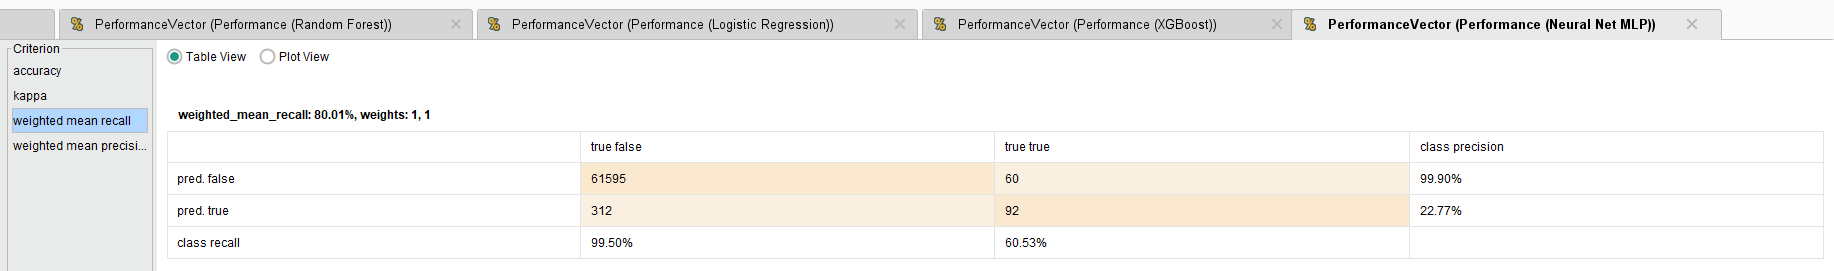 PerformanceVector (Performance (Random Forest)) PerformanceVector (Performance (Logistic Regression)) PerformanceVector (Performance (XGBoost)) PerformanceVector (Performance (Neural Net MLP))
Criterion
accuracy
kappa
weighted mean recall
weighted mean precisi...
Table View Plot View
weighted_mean_recall: 80.01%, weights: 1, 1
true false true true class precision
pred. false 61595 60 99.90%
pred. true 312 92 22.77%
class recall 99.50% 60.53%